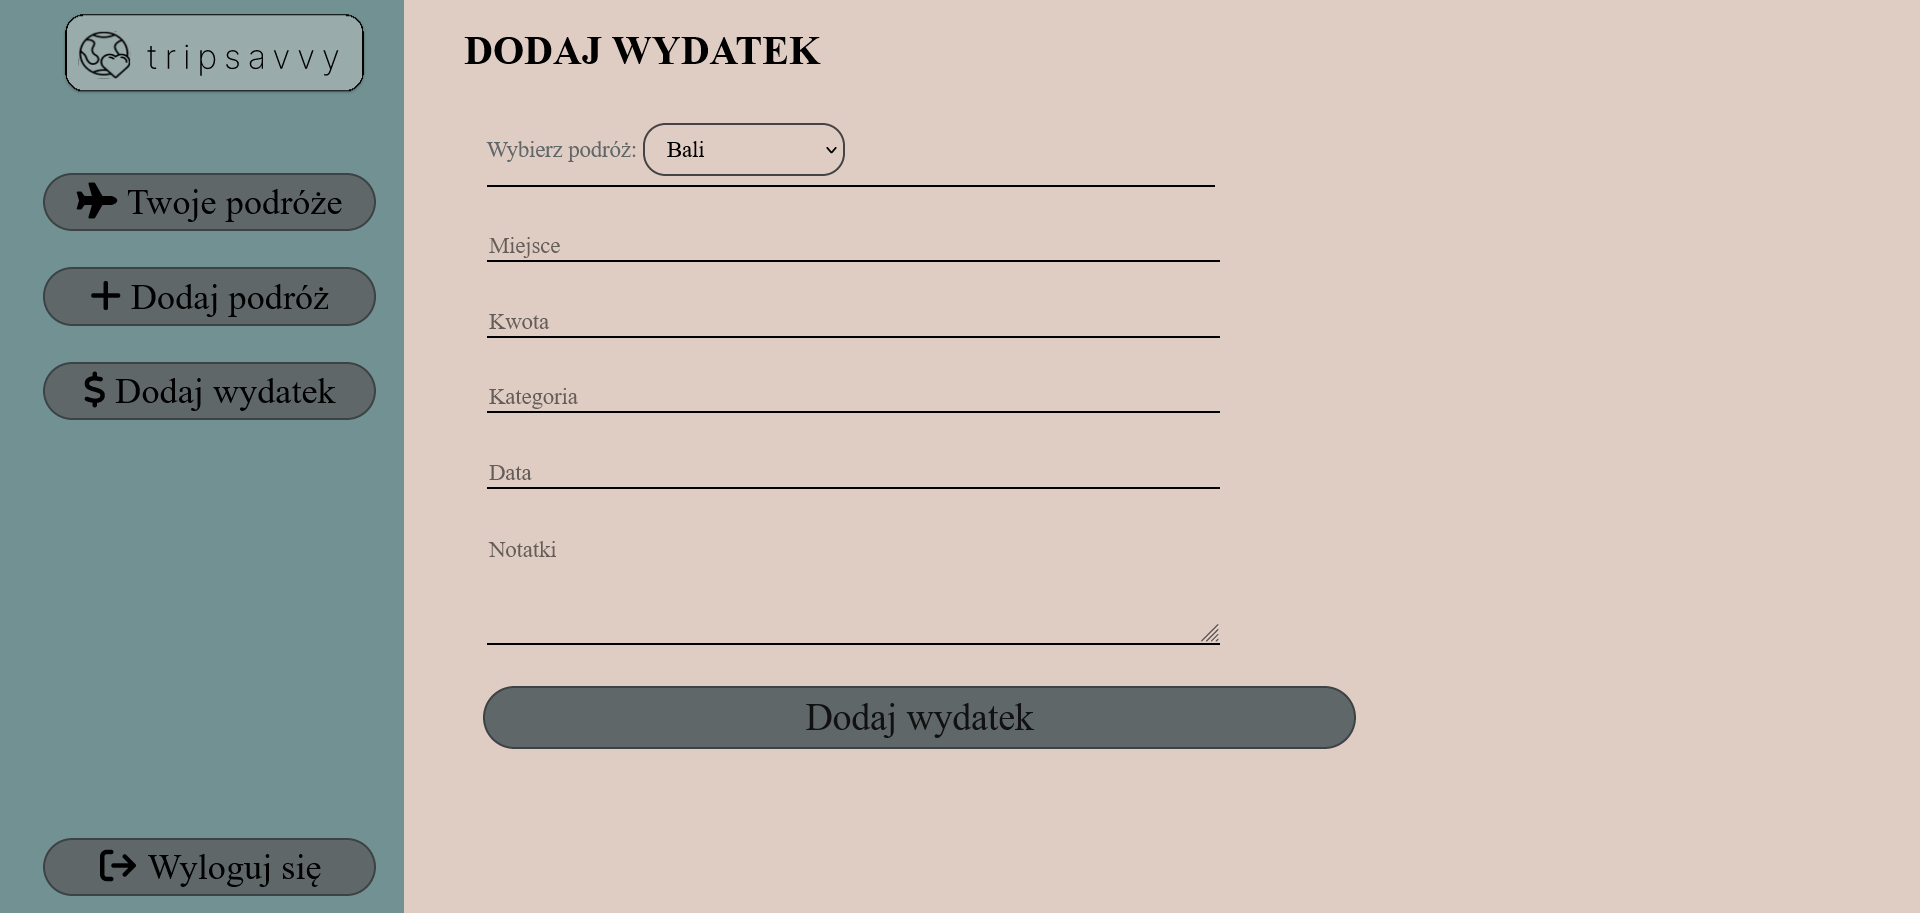 tripsavvy
Twoje podróże
Dodaj podróż
Dodaj wydatek
Wyloguj się
DODAJ WYDATEK
Wybierz podróż: Bali
Miejsce
Kwota
Kategoria
Data
Notatki
Dodaj wydatek